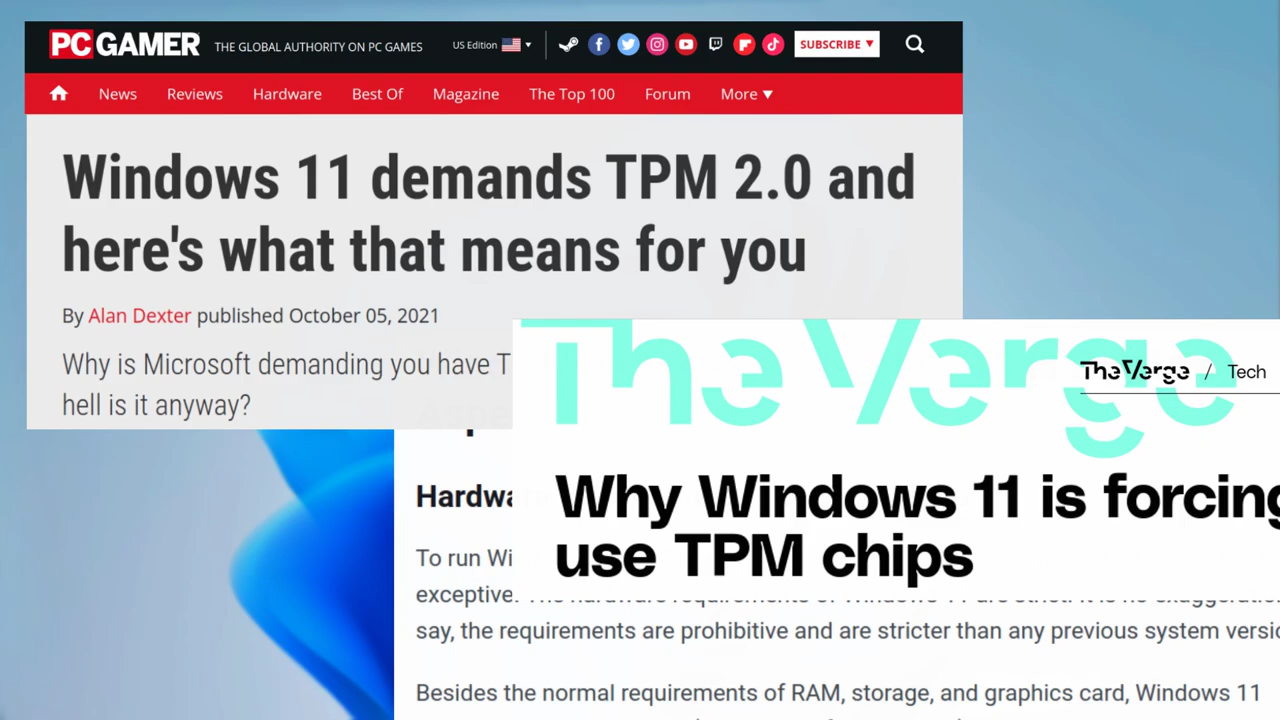 PC GAMER THE GLOBAL AUTHORITY ON PC GAMES US Edition SUBSCRIBE
News Reviews Hardware Best Of Magazine The Top 100 Forum More
Windows 11 demands TPM 2.0 and
here's what that means for you
By Alan Dexter published October 05, 2021
Why is Microsoft demanding you have T
hell is it anyway?
The Verge
The Verge / Tech
Why Windows 11 is forcing
use TPM chips
Hardwa
To run Wi
exceptive.
say, the requirements are prohibitive and are stricter than any previous system versio
Besides the normal requirements of RAM, storage, and graphics card, Windows 11